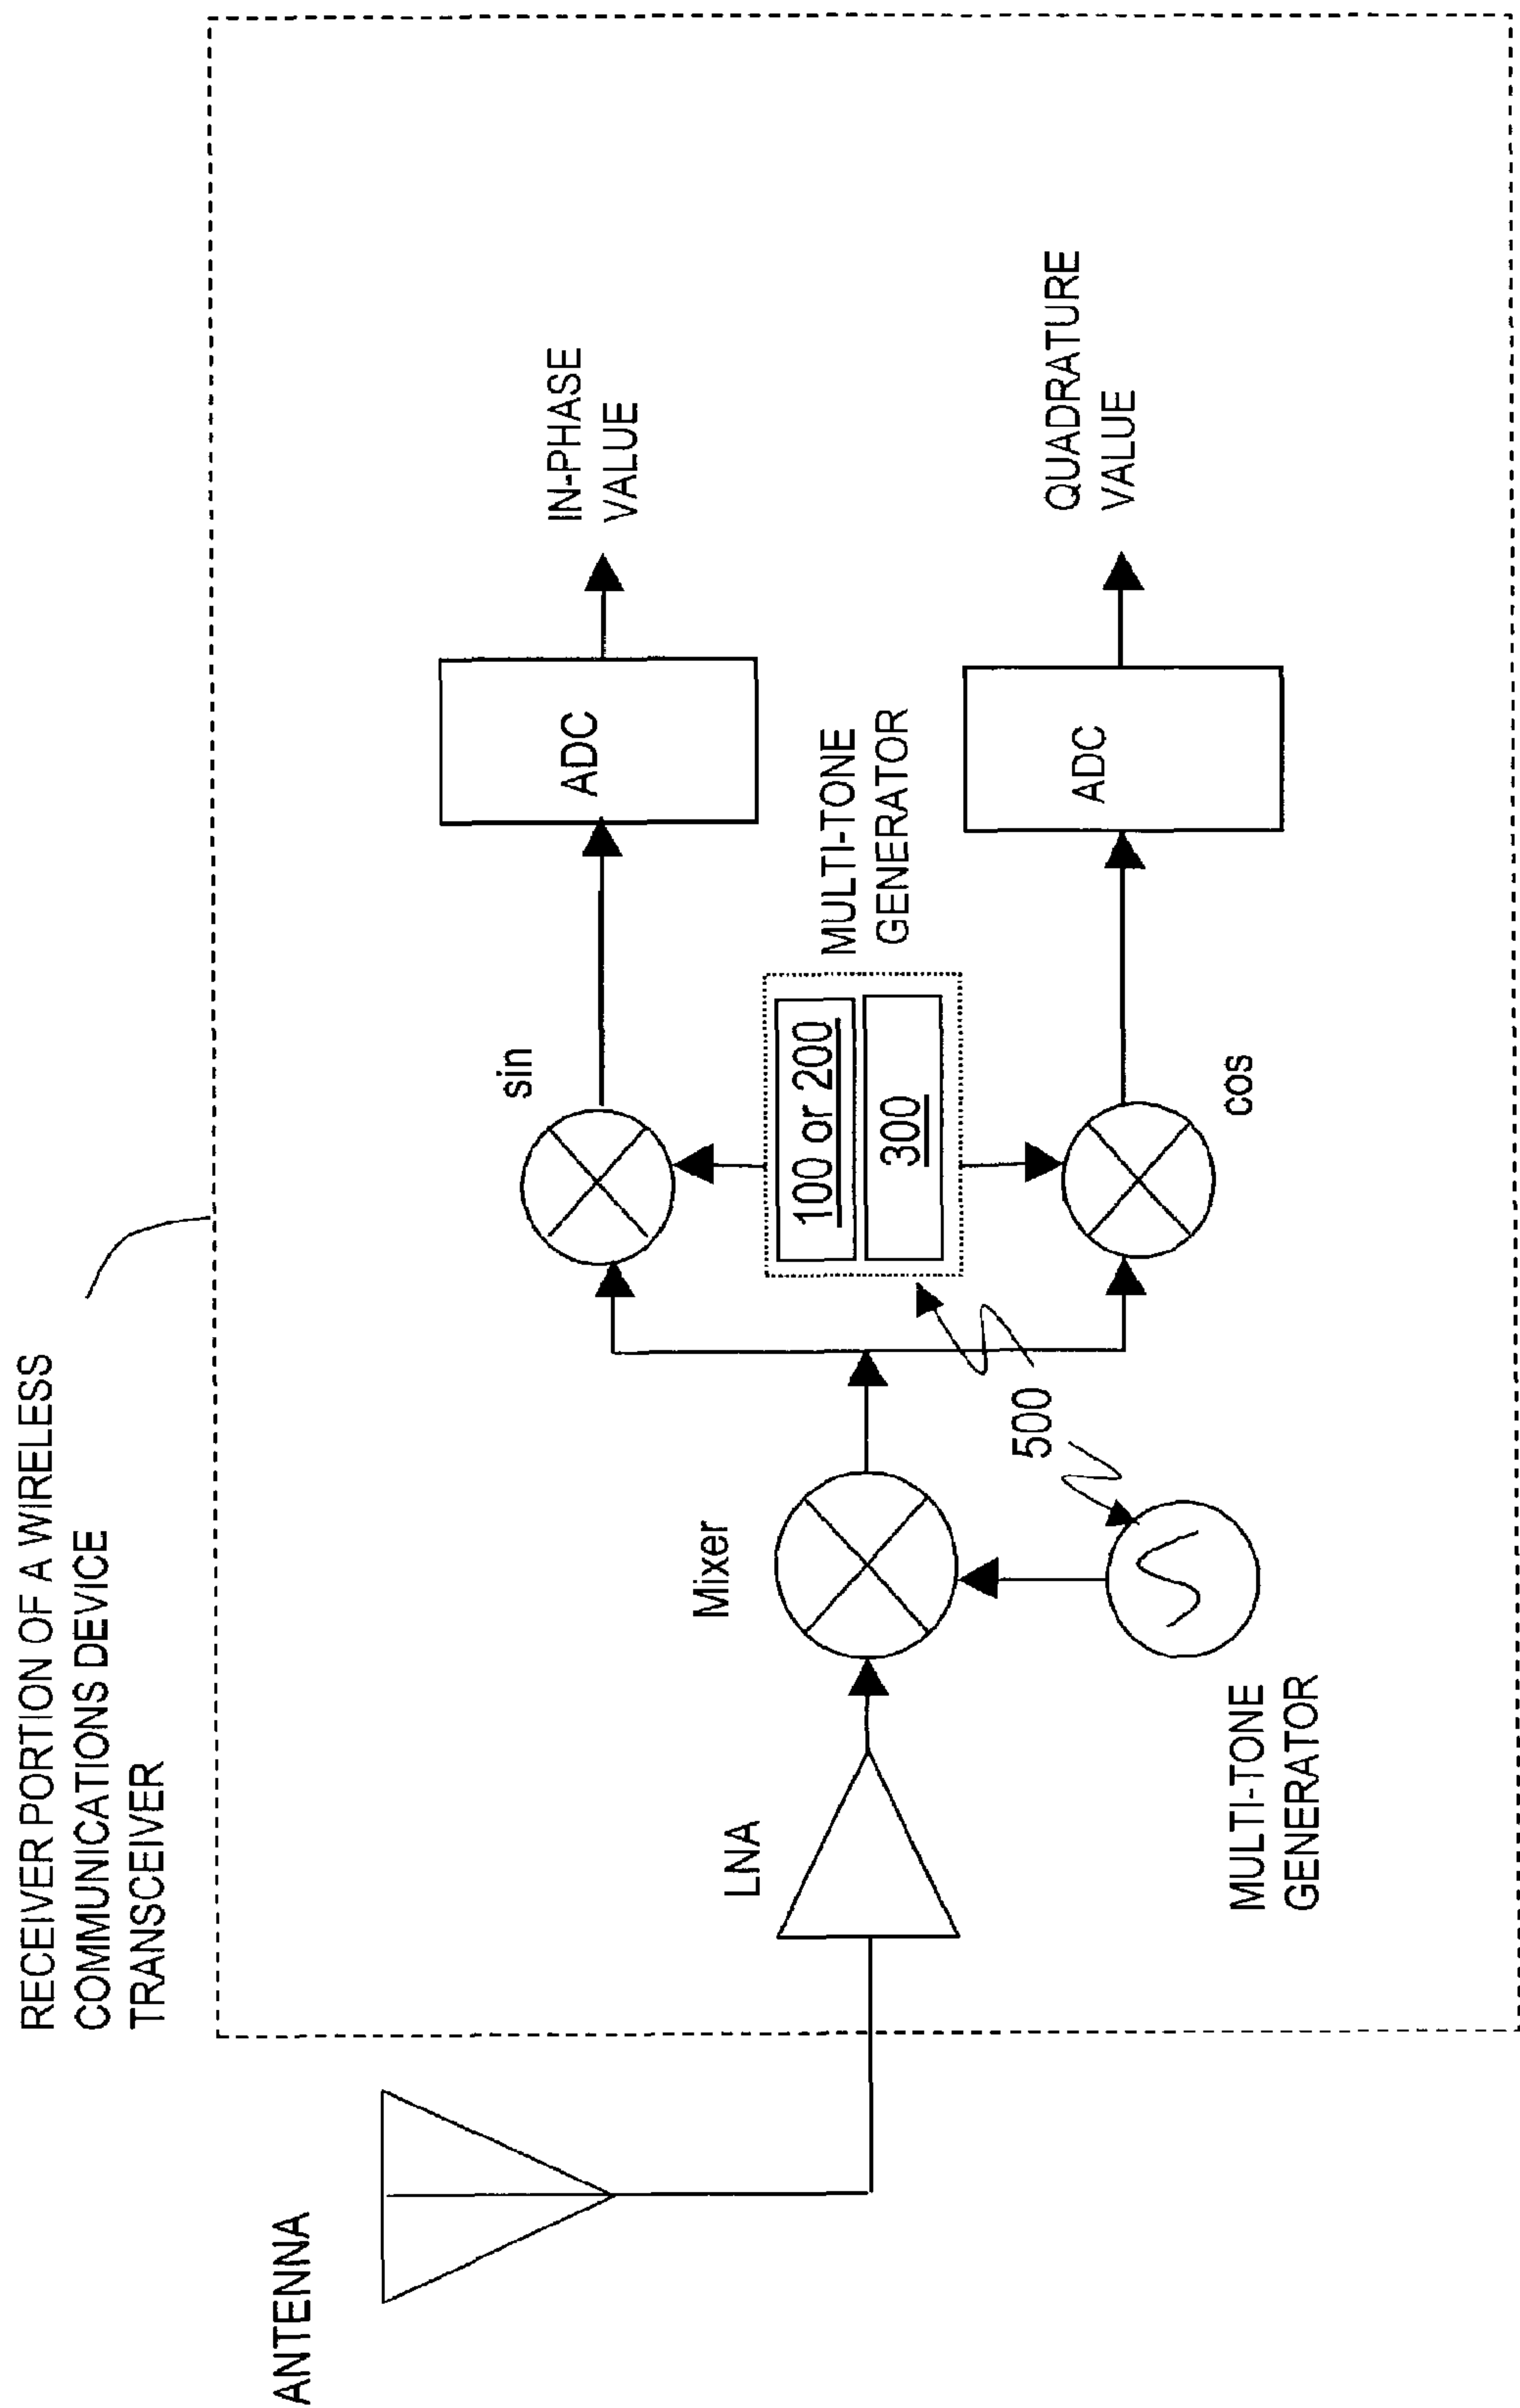 RECEIVER PORTION OF A WIRELESS
COMMUNICATIONS DEVICE
TRANSCEIVER
ANTENNA
LNA
Mixer
MULTI-TONE
GENERATOR
500
sin
cos
100 or 200
300
MULTI-TONE
GENERATOR
ADC
ADC
IN-PHASE
VALUE
QUADRATURE
VALUE